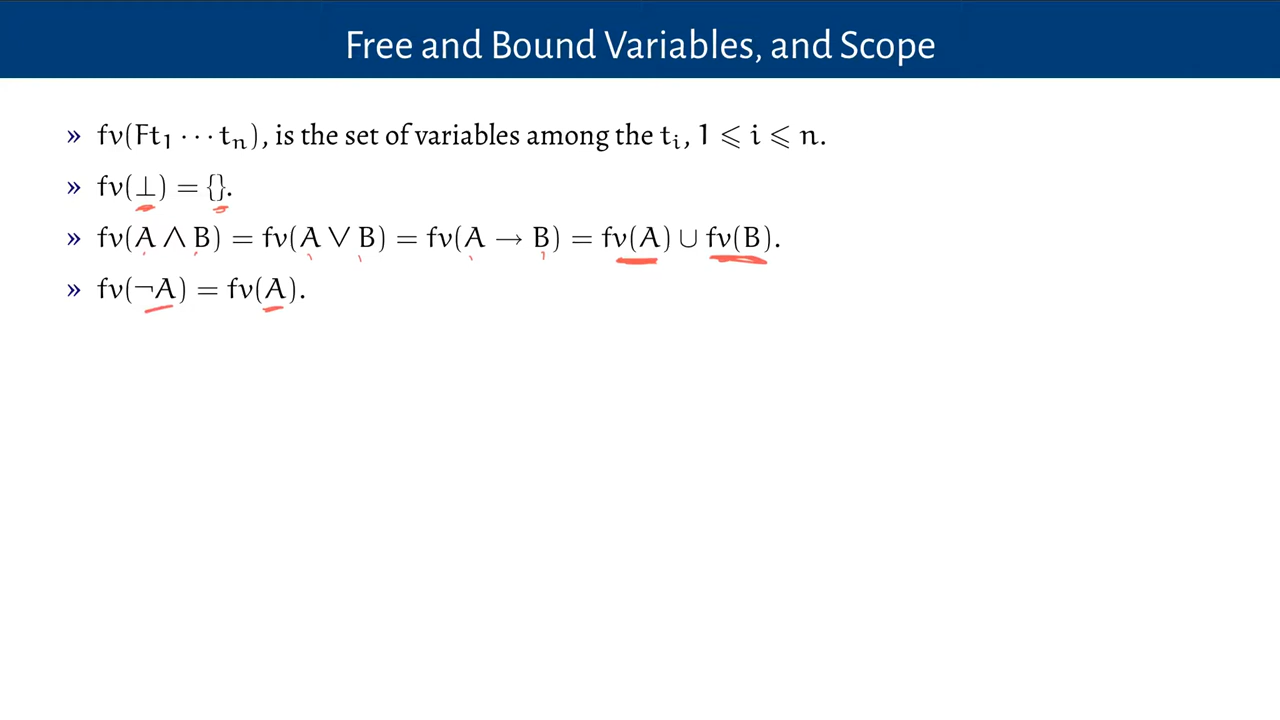 Free and Bound Variables, and Scope
» fv(Ft₁ ⋯ tₙ), is the set of variables among the tᵢ, 1 ⩽ i ⩽ n.
» fv(⊥) = {}.
» fv(A ∧ B) = fv(A ∨ B) = fv(A → B) = fv(A) ∪ fv(B).
» fv(¬A) = fv(A).